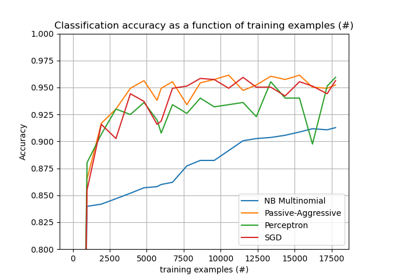 Classification accuracy as a function of training examples (#)
1.000
0.975
0.950
0.925
0.900
0.875
0.850
0.825
0.800
Accuracy
NB Multinomial
Passive-Aggressive
Perceptron
SGD
0 2500 5000 7500 10000 12500 15000 17500
training examples (#)